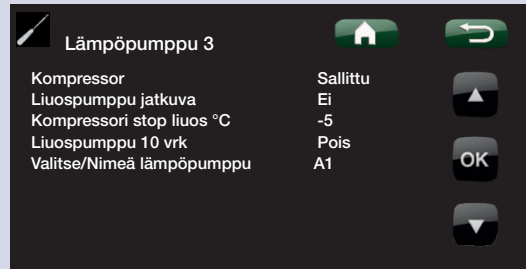 Lämpöpumppu 3
Kompressor Sallittu
Liuospumppu jatkuva Ei
Kompressori stop liuos °C -5
Liuospumppu 10 vrk Pois
Valitse/Nimeä lämpöpumppu A1
OK